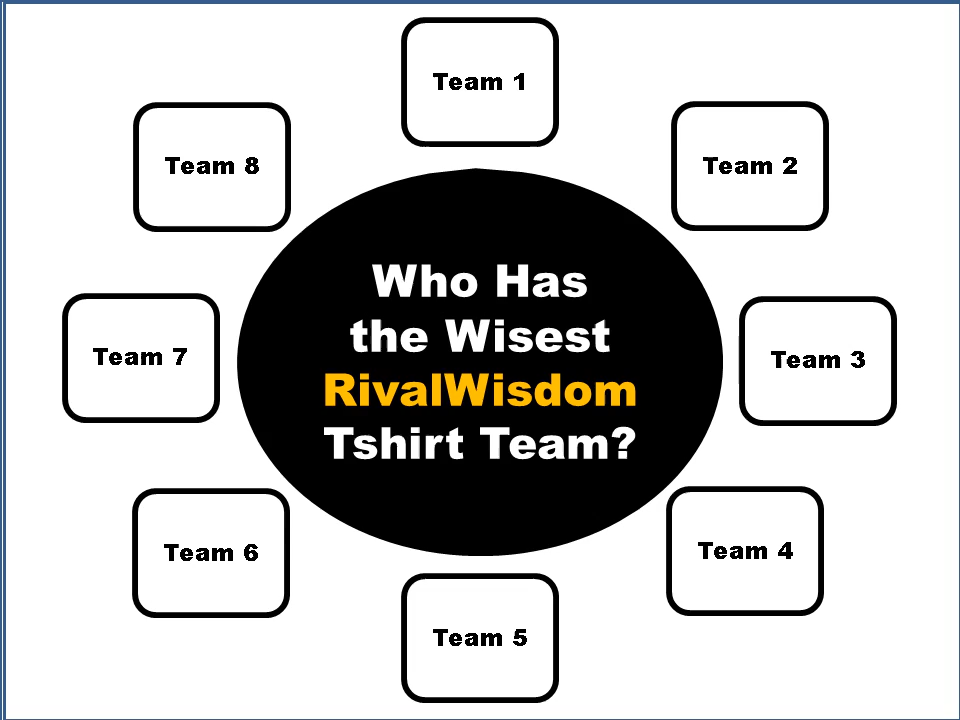 Team 1
Team 8
Team 2
Who Has
the Wisest
RivalWisdom
Tshirt Team?
Team 7
Team 3
Team 6
Team 4
Team 5